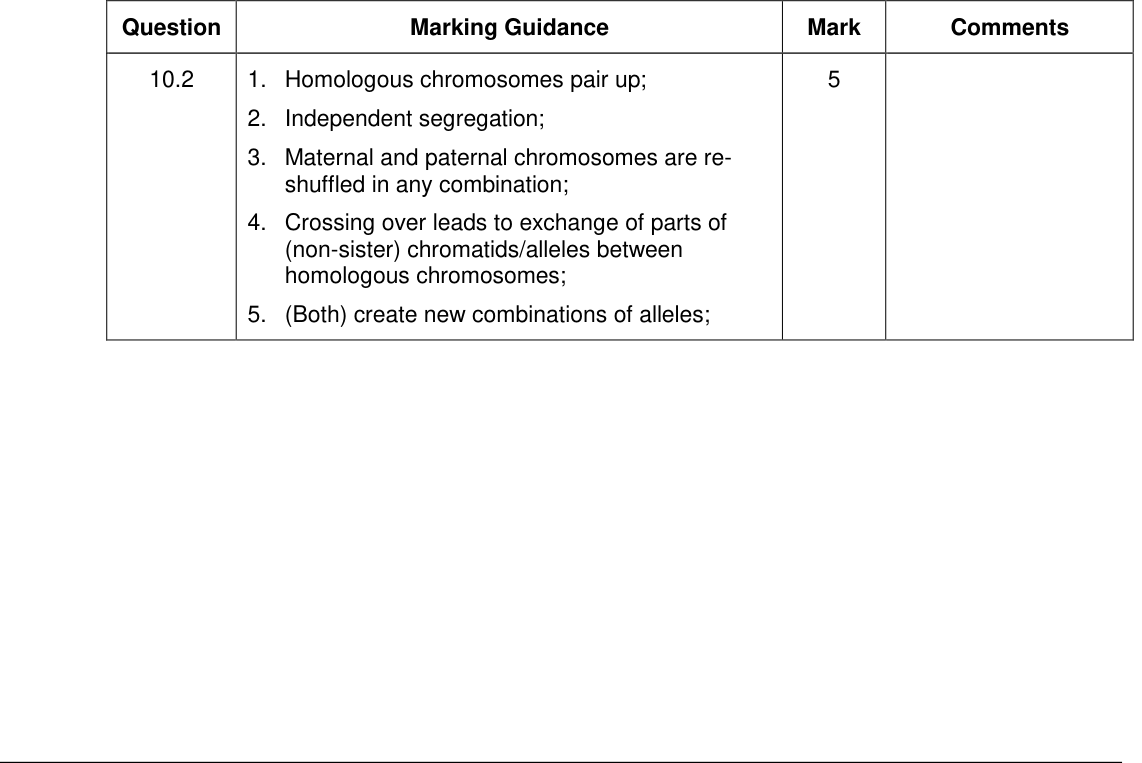 Question Marking Guidance Mark Comments
10.2 1. Homologous chromosomes pair up; 5
2. Independent segregation;
3. Maternal and paternal chromosomes are re-
shuffled in any combination;
4. Crossing over leads to exchange of parts of
(non-sister) chromatids/alleles between
homologous chromosomes;
5. (Both) create new combinations of alleles;